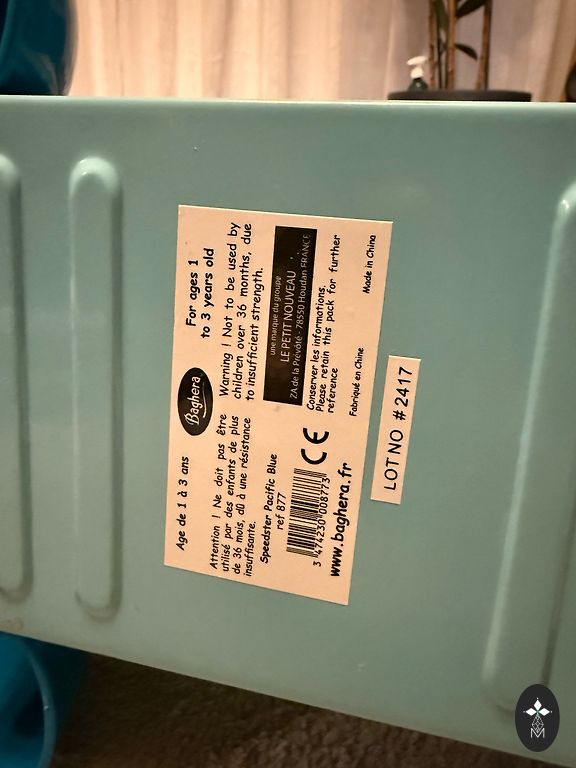 Age de 1 à 3 ans
Baghera
For ages 1
to 3 years old
Attention ! Ne doit pas être
utilisé par des enfants de plus
de 36 mois, dû à une résistance
insuffisante.
Warning ! Not to be used by
children over 36 months, due
to insufficient strength.
Speedster Pacific Blue
ref 877
3 474230 008773
www.baghera.fr
CE
une marque du groupe
LE PETIT NOUVEAU
ZA de la Prévôté - 78550 Houdan FRANCE
Conserver les informations.
Please retain this pack for further
reference
Fabriqué en Chine
Made in China
LOT NO # 2417
M